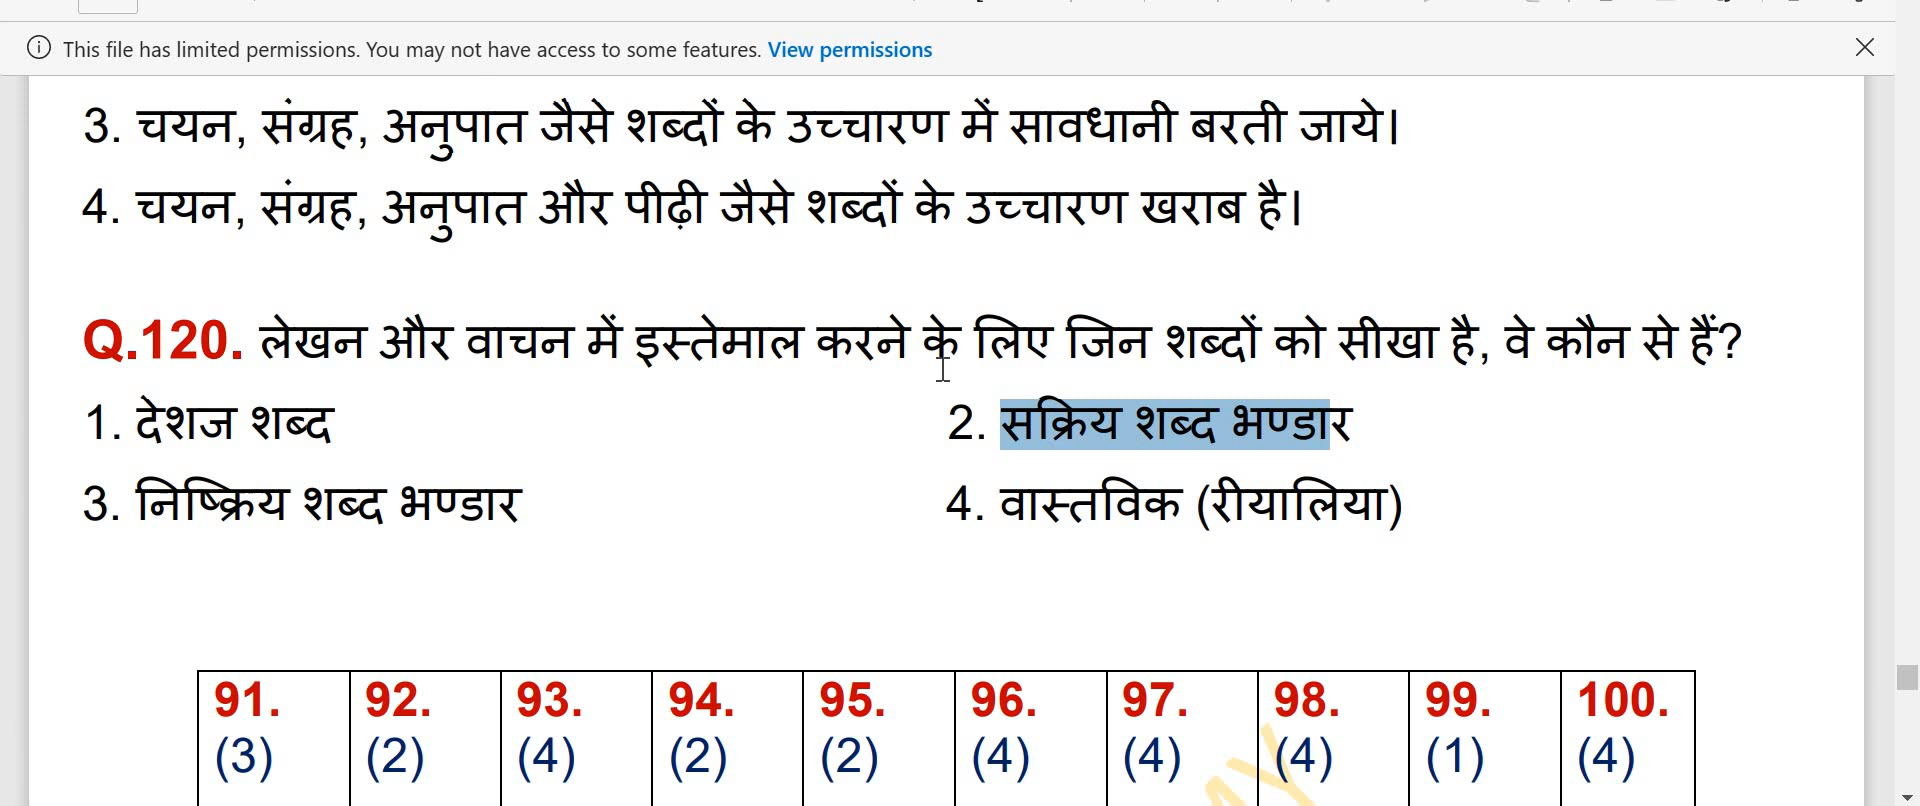 This file has limited permissions. You may not have access to some features. View permissions
3. चयन, संग्रह, अनुपात जैसे शब्दों के उच्चारण में सावधानी बरती जाये।
4. चयन, संग्रह, अनुपात और पीढ़ी जैसे शब्दों के उच्चारण खराब है।
Q.120. लेखन और वाचन में इस्तेमाल करने के लिए जिन शब्दों को सीखा है, वे कौन से हैं?
1. देशज शब्द 2. सक्रिय शब्द भण्डार
3. निष्क्रिय शब्द भण्डार 4. वास्तविक (रीयालिया)
91. 92. 93. 94. 95. 96. 97. 98. 99. 100.
(3) (2) (4) (2) (2) (4) (4) (4) (1) (4)